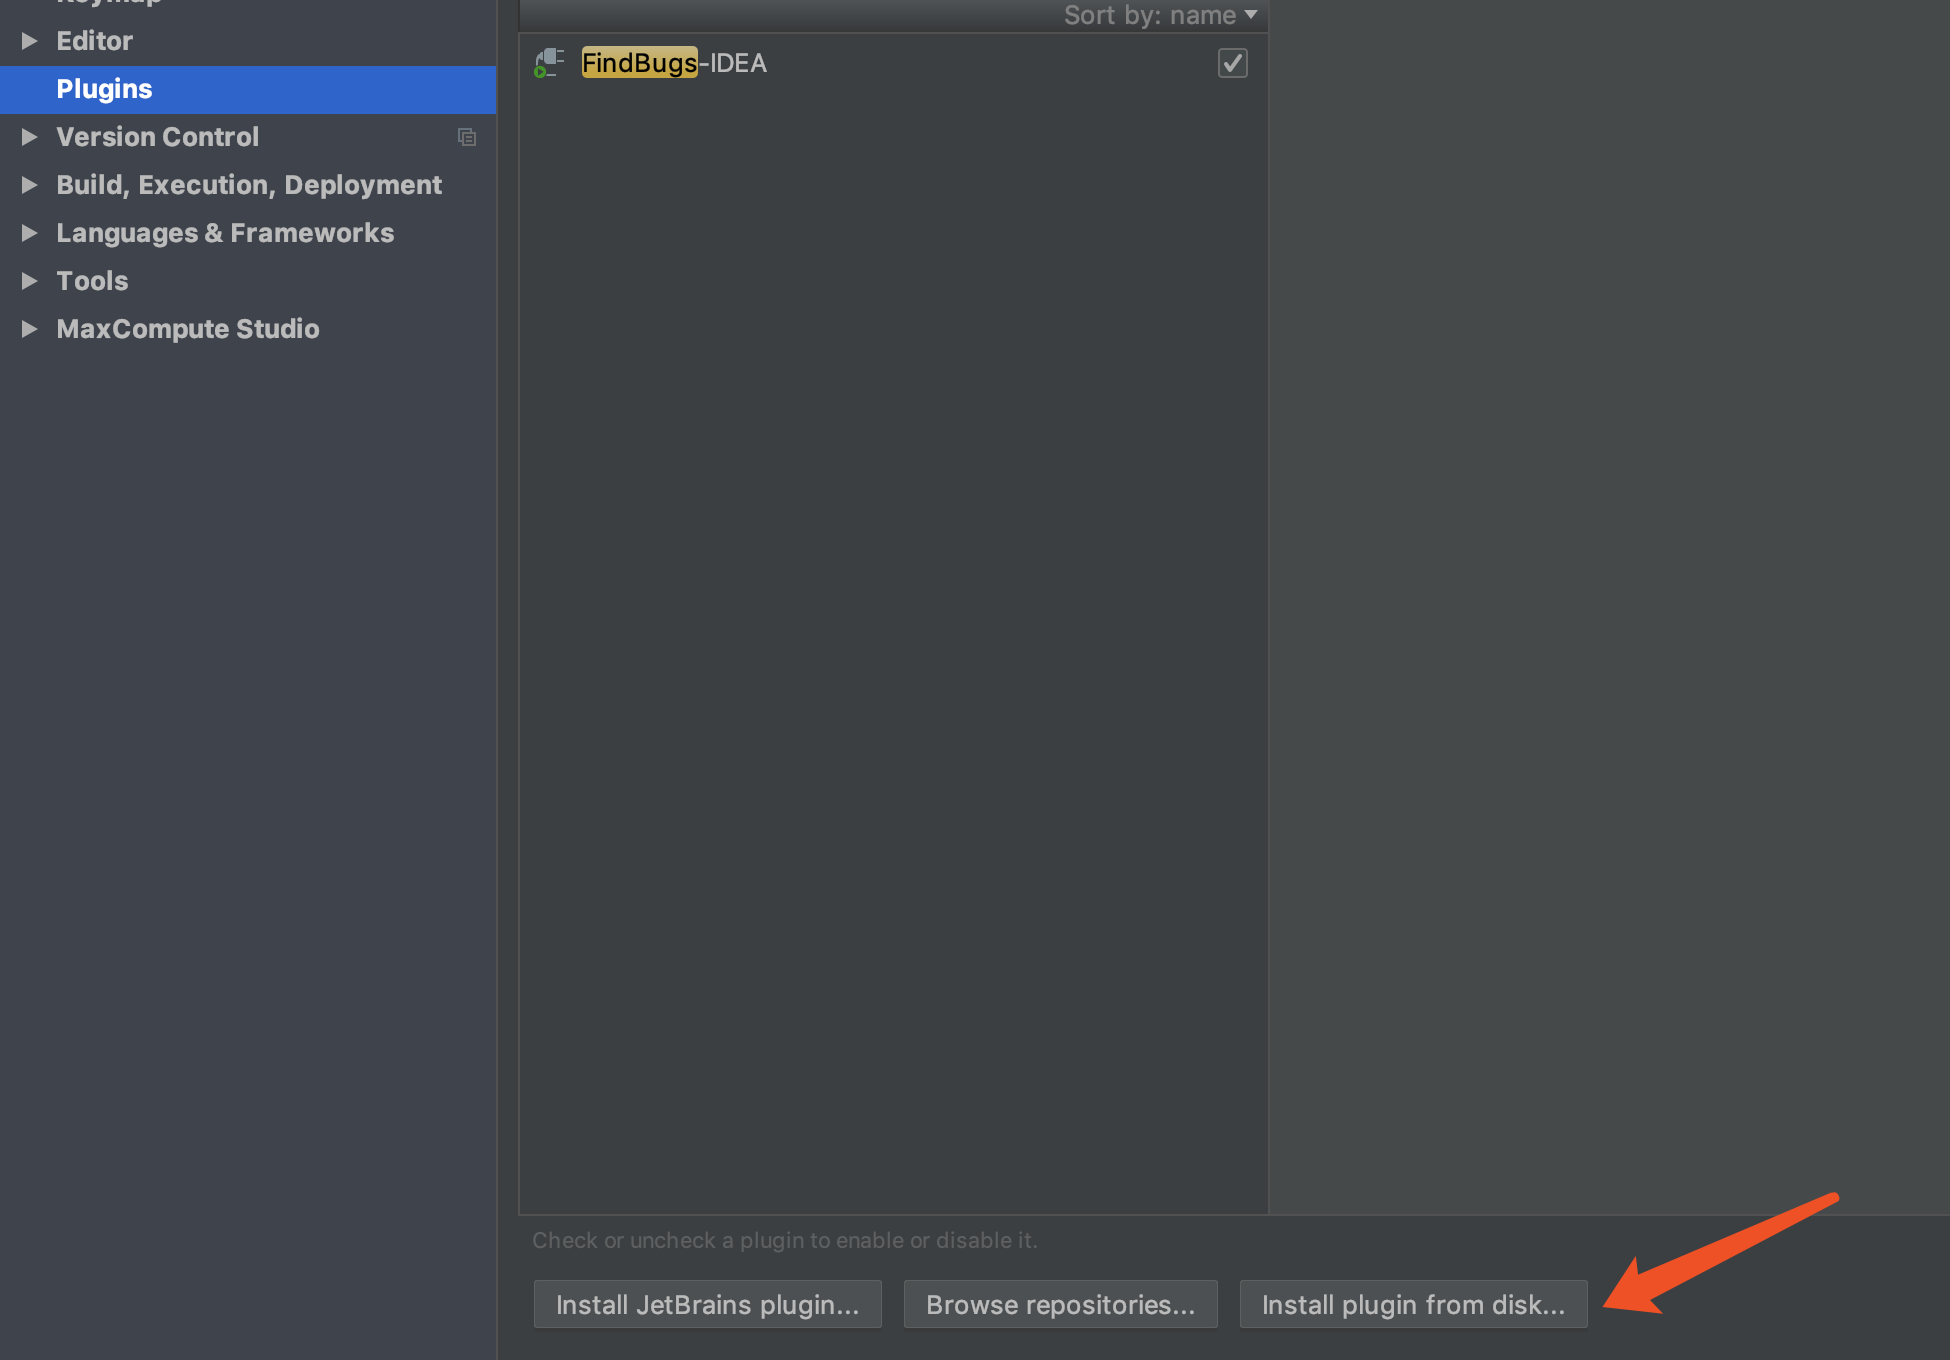 Keymap
Editor
Plugins
Version Control
Build, Execution, Deployment
Languages & Frameworks
Tools
MaxCompute Studio
Sort by: name
FindBugs-IDEA
Check or uncheck a plugin to enable or disable it.
Install JetBrains plugin...
Browse repositories...
Install plugin from disk...